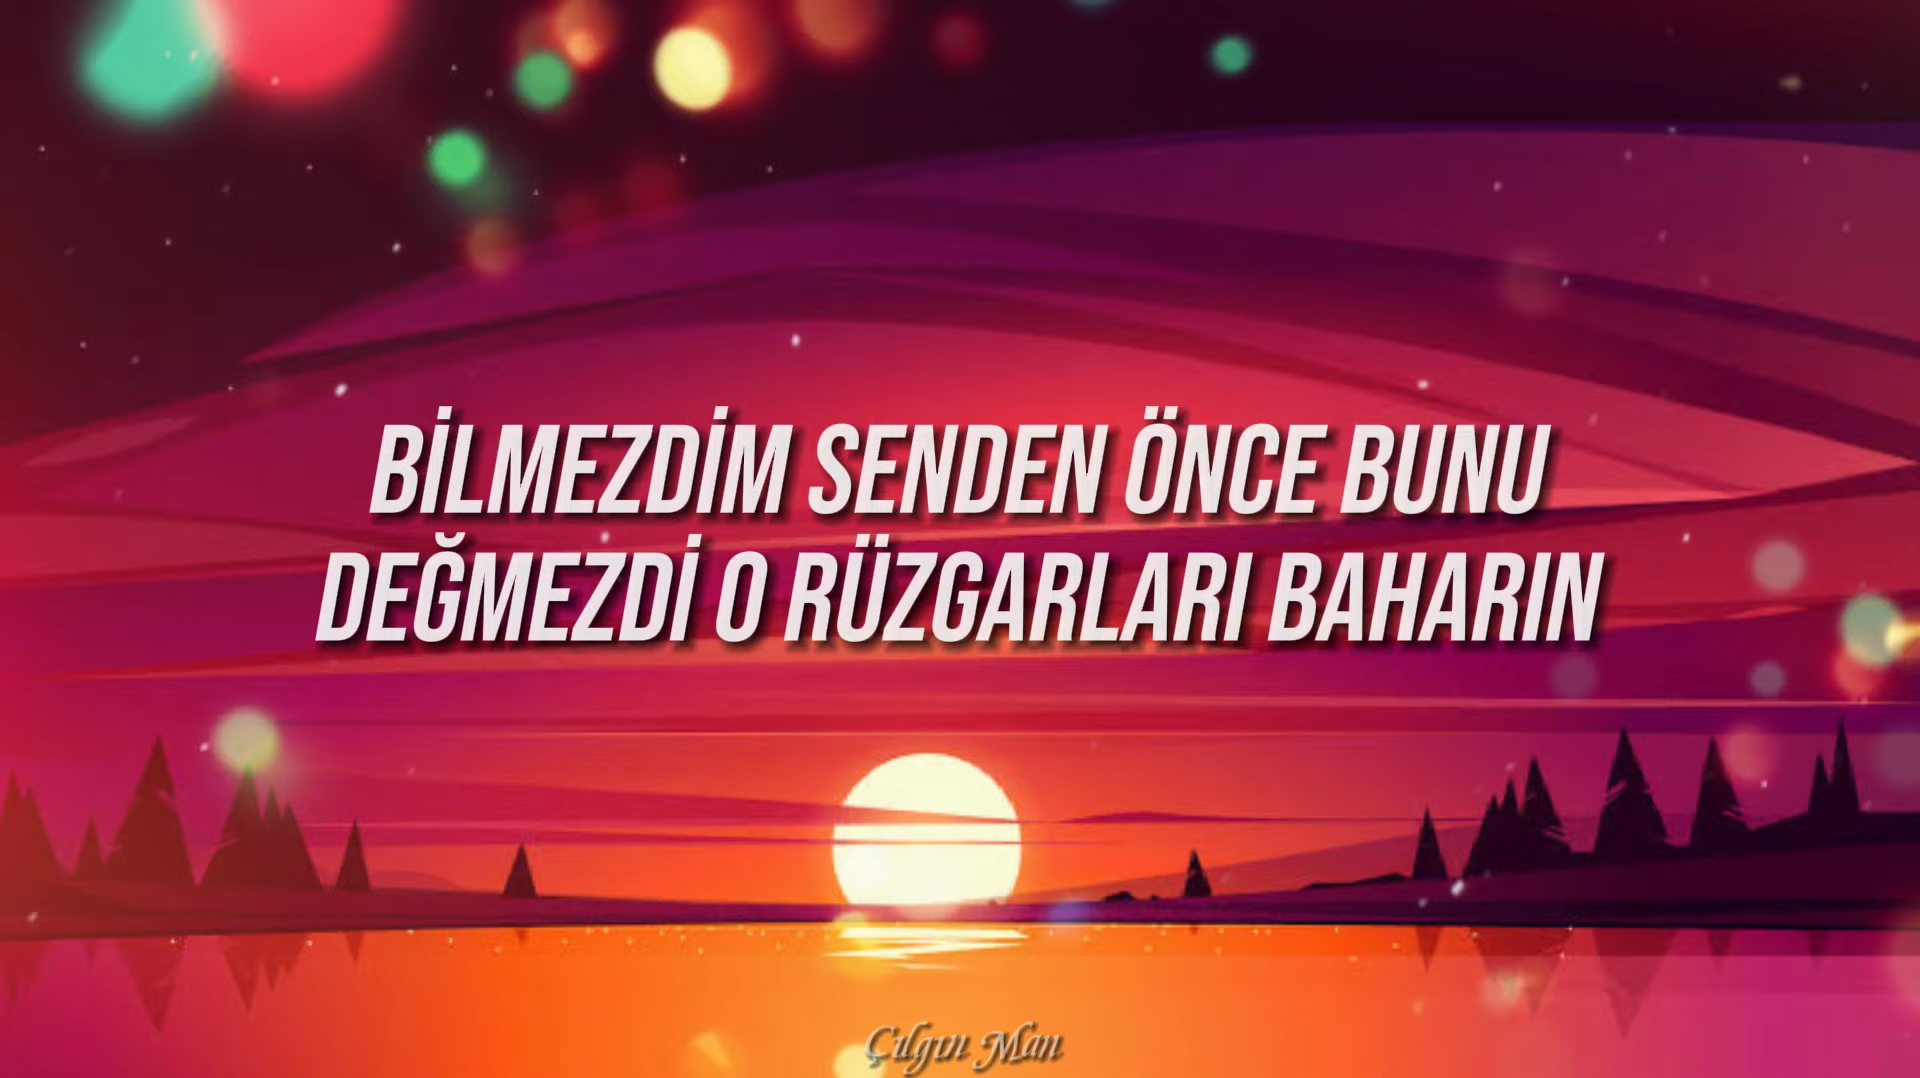 BİLMEZDİM SENDEN ÖNCE BUNU
DEĞMEZDİ O RÜZGARLARI BAHARIN
Çılgın Man